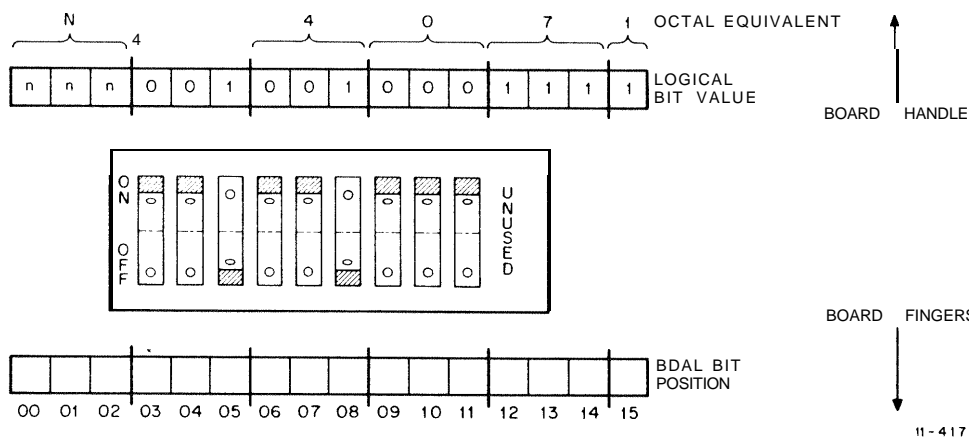 N 4 4 0 7 1 OCTAL EQUIVALENT
n n n 0 0 1 0 0 1 0 0 0 1 1 1 1 LOGICAL
BIT VALUE
BOARD HANDLE
ON
OFF
UNUSED
BOARD FINGERS
BDAL BIT
POSITION
00 01 02 03 04 05 06 07 08 09 10 11 12 13 14 15
11-417